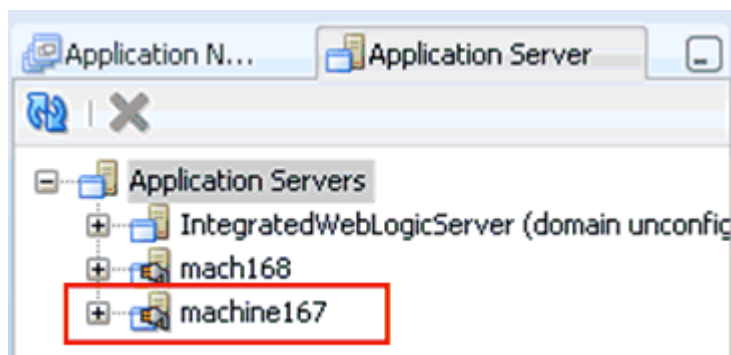 Application N... Application Server
Application Servers
IntegratedWebLogicServer (domain unconfig
mach168
machine167